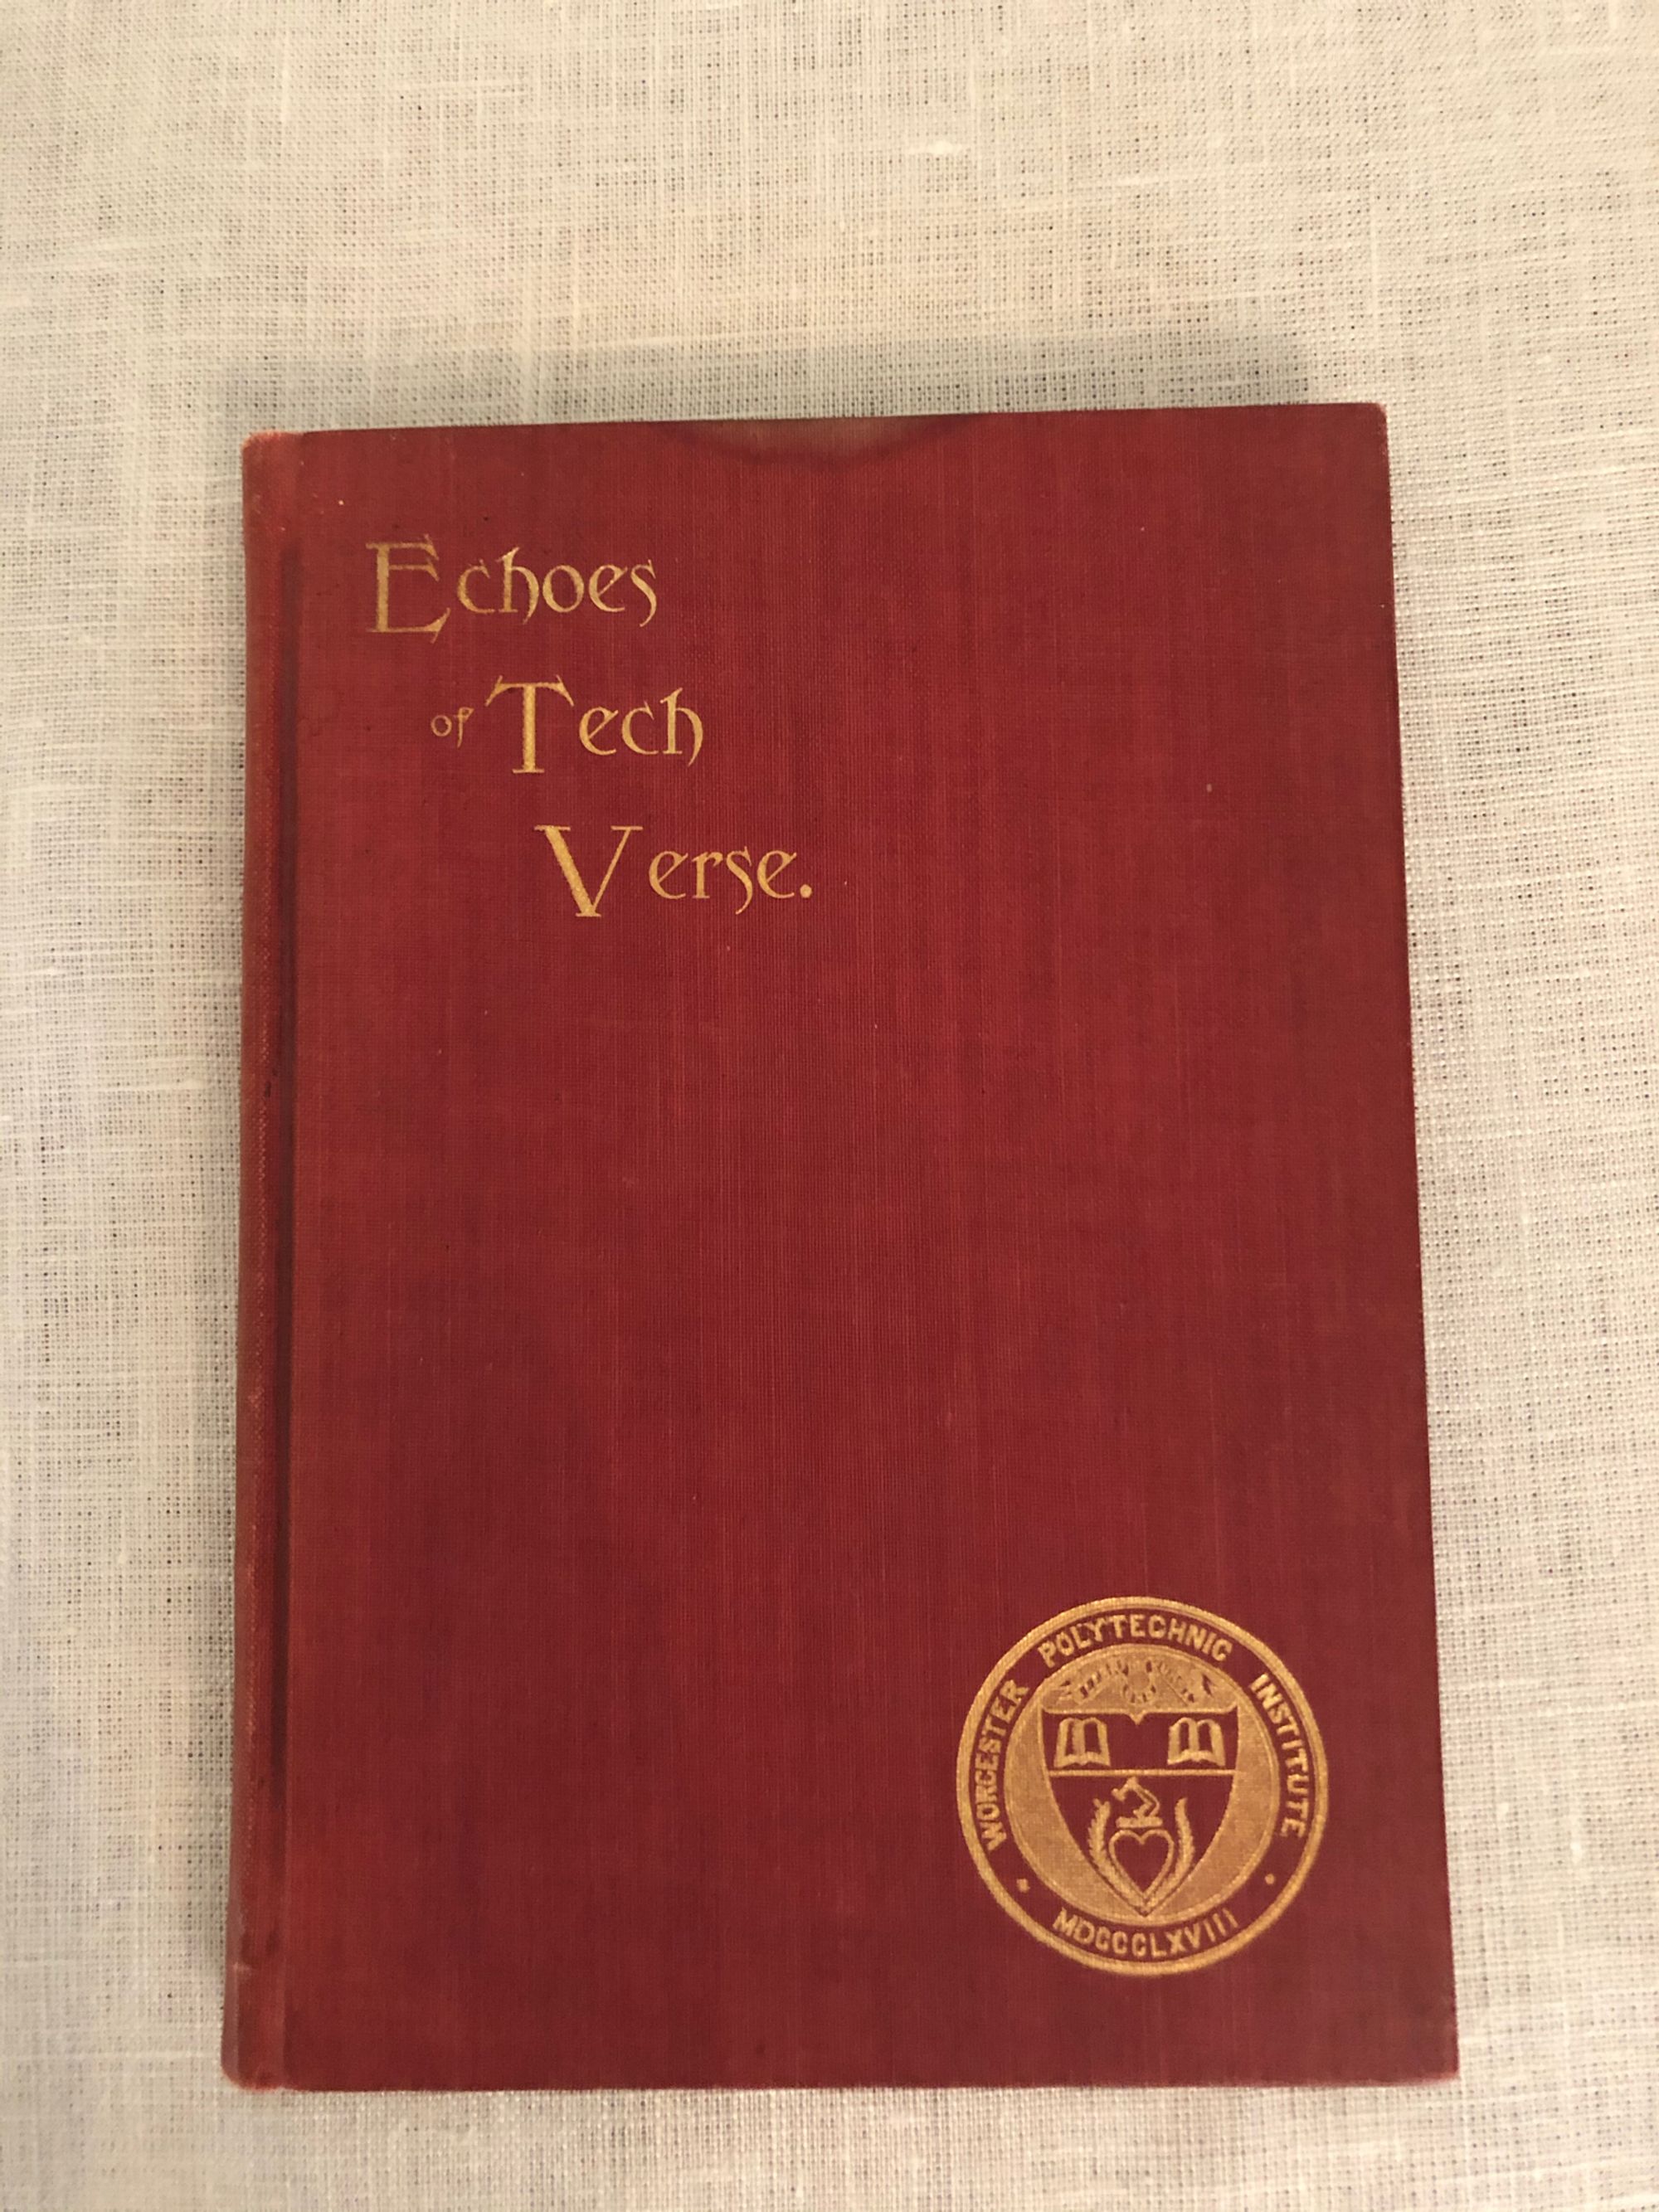 Echoes
of Tech
Verse.
WORCESTER POLYTECHNIC INSTITUTE
MDCCCLXVIII